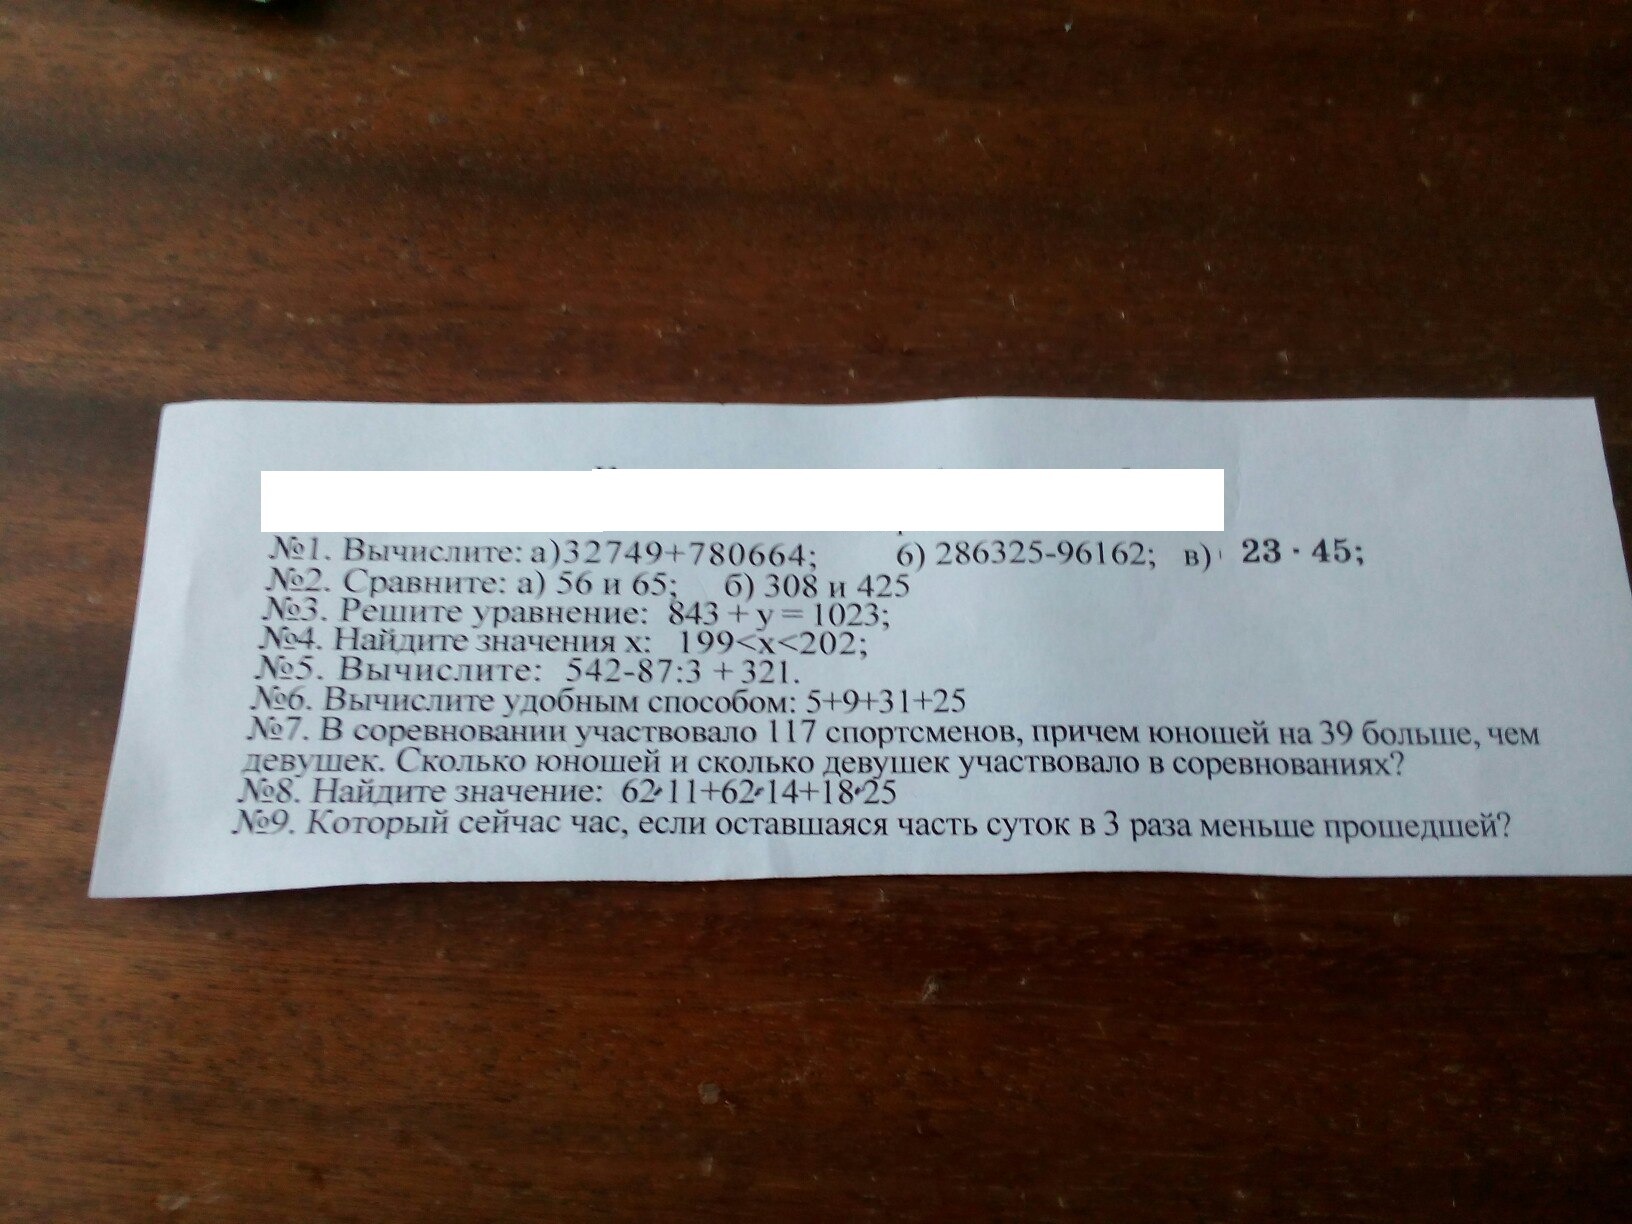 №1. Вычислите: а)32749+780664; б) 286325-96162; в) 23 · 45;
№2. Сравните: а) 56 и 65; б) 308 и 425
№3. Решите уравнение: 843 + у = 1023;
№4. Найдите значения х: 199<х<202;
№5. Вычислите: 542-87:3 + 321.
№6. Вычислите удобным способом: 5+9+31+25
№7. В соревновании участвовало 117 спортсменов, причем юношей на 39 больше, чем
девушек. Сколько юношей и сколько девушек участвовало в соревнованиях?
№8. Найдите значение: 62·11+62·14+18·25
№9. Который сейчас час, если оставшаяся часть суток в 3 раза меньше прошедшей?